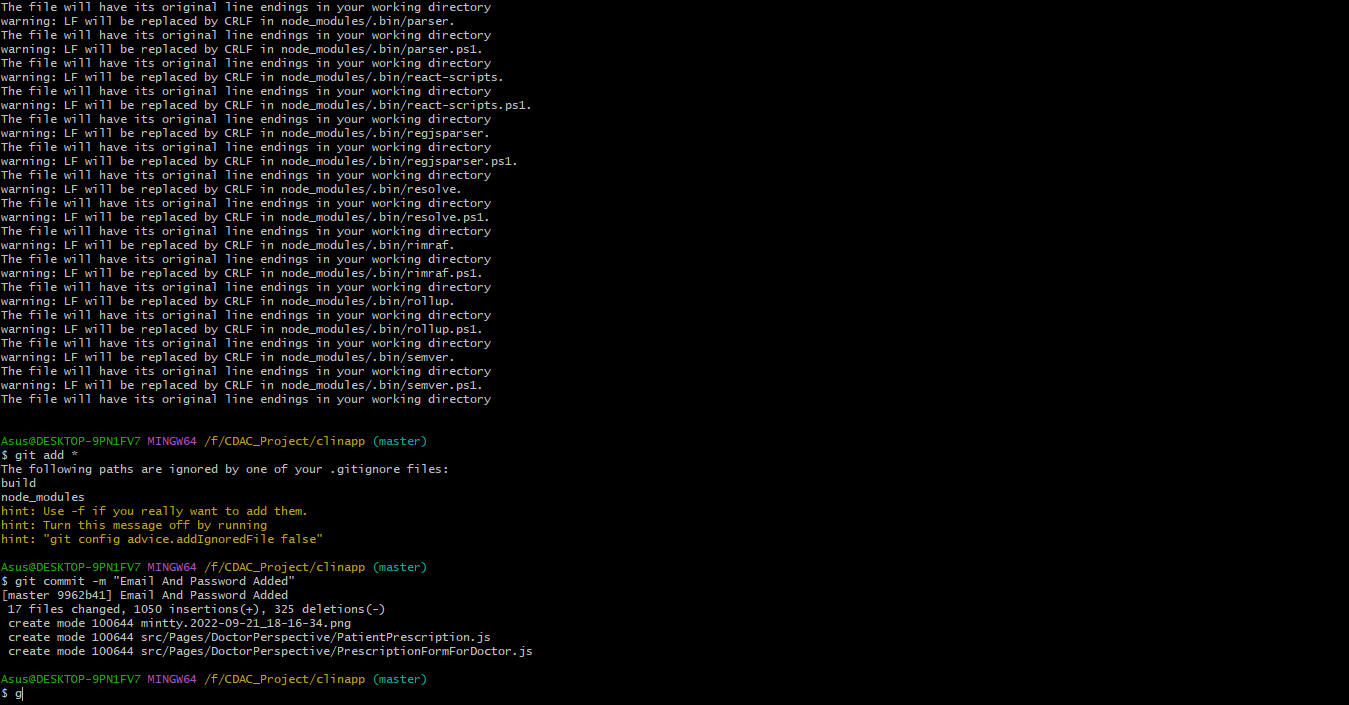 The file will have its original line endings in your working directory
warning: LF will be replaced by CRLF in node_modules/.bin/parser.
The file will have its original line endings in your working directory
warning: LF will be replaced by CRLF in node_modules/.bin/parser.ps1.
The file will have its original line endings in your working directory
warning: LF will be replaced by CRLF in node_modules/.bin/react-scripts.
The file will have its original line endings in your working directory
warning: LF will be replaced by CRLF in node_modules/.bin/react-scripts.ps1.
The file will have its original line endings in your working directory
warning: LF will be replaced by CRLF in node_modules/.bin/regjsparser.
The file will have its original line endings in your working directory
warning: LF will be replaced by CRLF in node_modules/.bin/regjsparser.ps1.
The file will have its original line endings in your working directory
warning: LF will be replaced by CRLF in node_modules/.bin/resolve.
The file will have its original line endings in your working directory
warning: LF will be replaced by CRLF in node_modules/.bin/resolve.ps1.
The file will have its original line endings in your working directory
warning: LF will be replaced by CRLF in node_modules/.bin/rimraf.
The file will have its original line endings in your working directory
warning: LF will be replaced by CRLF in node_modules/.bin/rimraf.ps1.
The file will have its original line endings in your working directory
warning: LF will be replaced by CRLF in node_modules/.bin/rollup.
The file will have its original line endings in your working directory
warning: LF will be replaced by CRLF in node_modules/.bin/rollup.ps1.
The file will have its original line endings in your working directory
warning: LF will be replaced by CRLF in node_modules/.bin/semver.
The file will have its original line endings in your working directory
warning: LF will be replaced by CRLF in node_modules/.bin/semver.ps1.
The file will have its original line endings in your working directory
Asus@DESKTOP-9PN1FV7 MINGW64 /f/CDAC_Project/clinapp (master)
$ git add *
The following paths are ignored by one of your .gitignore files:
build
node_modules
hint: Use -f if you really want to add them.
hint: Turn this message off by running
hint: "git config advice.addIgnoredFile false"
Asus@DESKTOP-9PN1FV7 MINGW64 /f/CDAC_Project/clinapp (master)
$ git commit -m "Email And Password Added"
[master 9962b41] Email And Password Added
17 files changed, 1050 insertions(+), 325 deletions(-)
create mode 100644 mintty.2022-09-21_18-16-34.png
create mode 100644 src/Pages/DoctorPerspective/PatientPrescription.js
create mode 100644 src/Pages/DoctorPerspective/PrescriptionFormForDoctor.js
Asus@DESKTOP-9PN1FV7 MINGW64 /f/CDAC_Project/clinapp (master)
$ g